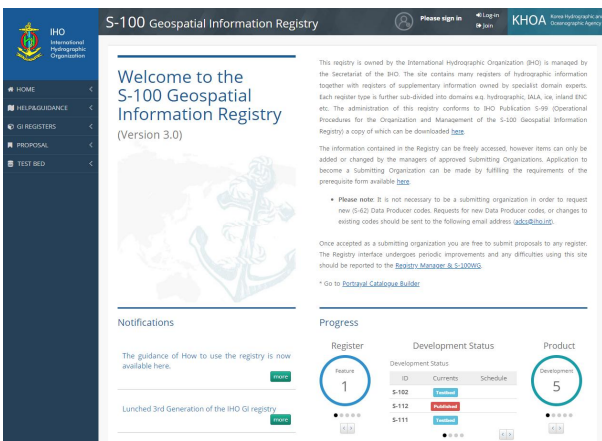 IHO
International
Hydrographic
Organization
HOME
HELP&GUIDANCE
GI REGISTERS
PROPOSAL
TEST BED
S-100 Geospatial Information Registry
Please sign in
Log-in
Join
KHOA Korea Hydrographic and
Oceanographic Agency
Welcome to the
S-100 Geospatial
Information Registry
(Version 3.0)
This registry is owned by the International Hydrographic Organization (IHO) is managed by
the Secretariat of the IHO. The site contains many registers of hydrographic information
together with registers of supplementary information owned by specialist domain experts.
Each register type is further sub-divided into domains e.g. hydrographic, IALA, ice, inland ENC
etc. The administration of this registry conforms to IHO Publication S-99 (Operational
Procedures for the Organization and Management of the S-100 Geospatial Information
Registry) a copy of which can be downloaded here.
The information contained in the Registry can be freely accessed, however items can only be
added or changed by the managers of approved Submitting Organizations. Application to
become a Submitting Organization can be made by fulfilling the requirements of the
prerequisite form available here.
• Please note: It is not necessary to be a submitting organization in order to request
new (S-62) Data Producer codes. Requests for new Data Producer codes, or changes to
existing codes should be sent to the following email address (adcs@iho.int).
Once accepted as a submitting organization you are free to submit proposals to any register.
The Registry interface undergoes periodic improvements and any difficulties using this site
should be reported to the Registry Manager & S-100WG.
* Go to Portrayal Catalogue Builder
Notifications
The guidance of How to use the registry is now
available here.
more
Lunched 3rd Generation of the IHO GI registry
more
Progress
Register
Feature
1
Development Status
Development Status
ID Currents Schedule
S-102 Testbed
S-112 Published
S-111 Testbed
Product
Development
5